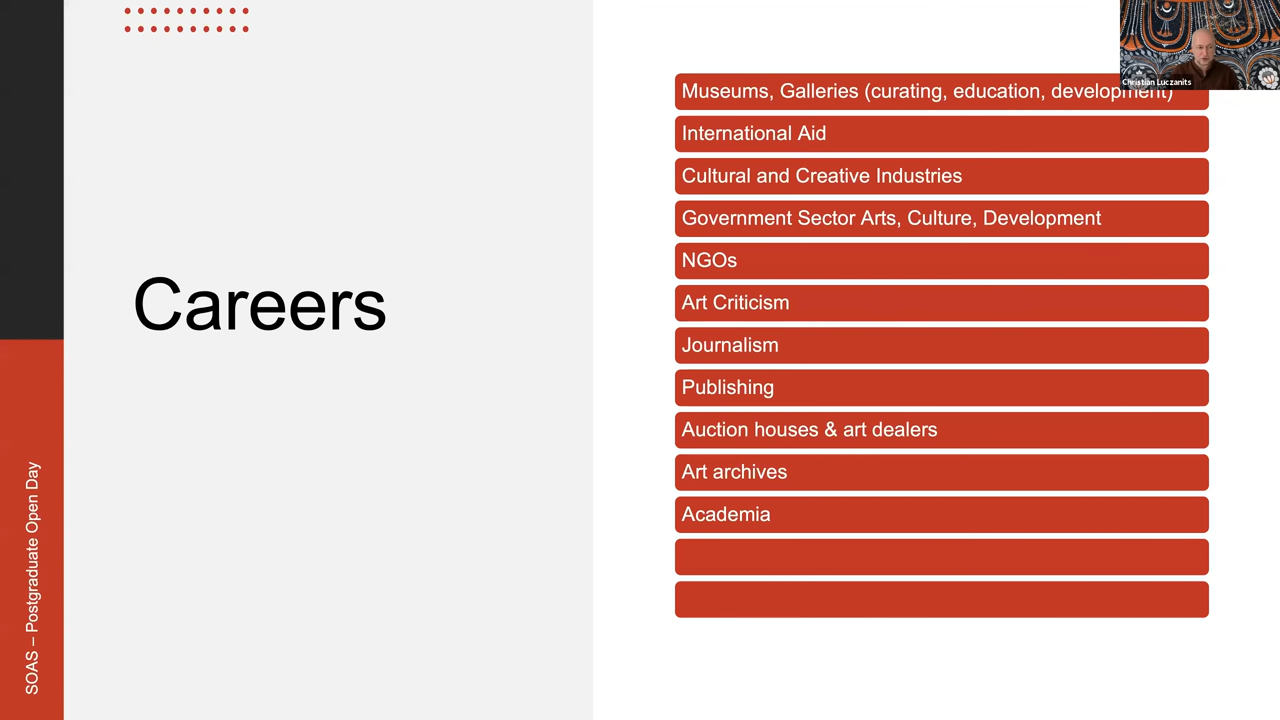 Careers
SOAS – Postgraduate Open Day
Museums, Galleries (curating, education, development)
International Aid
Cultural and Creative Industries
Government Sector Arts, Culture, Development
NGOs
Art Criticism
Journalism
Publishing
Auction houses & art dealers
Art archives
Academia
Christian Luczanits